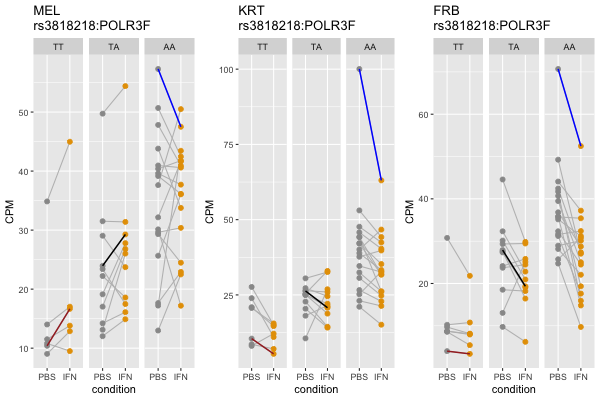 MEL
rs3818218:POLR3F
TT TA AA
CPM
50
40
30
20
10
PBS IFN PBS IFN PBS IFN
condition
KRT
rs3818218:POLR3F
TT TA AA
CPM
100
75
50
25
PBS IFN PBS IFN PBS IFN
condition
FRB
rs3818218:POLR3F
TT TA AA
CPM
60
40
20
PBS IFN PBS IFN PBS IFN
condition